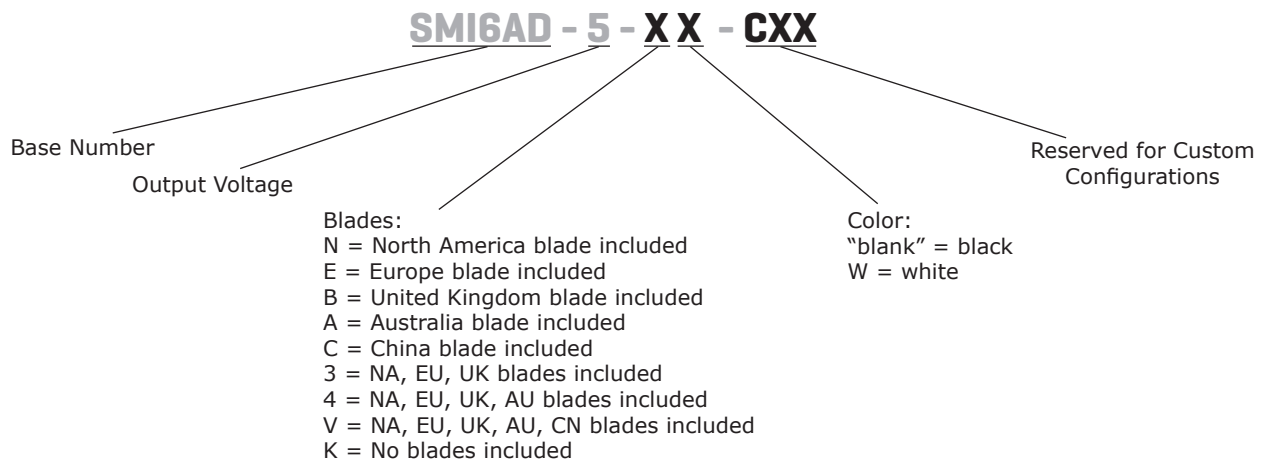 SMI6AD - 5 - X X - CXX
Base Number
Output Voltage
Reserved for Custom
Configurations
Blades:
N = North America blade included
E = Europe blade included
B = United Kingdom blade included
A = Australia blade included
C = China blade included
3 = NA, EU, UK blades included
4 = NA, EU, UK, AU blades included
V = NA, EU, UK, AU, CN blades included
K = No blades included
Color:
“blank” = black
W = white